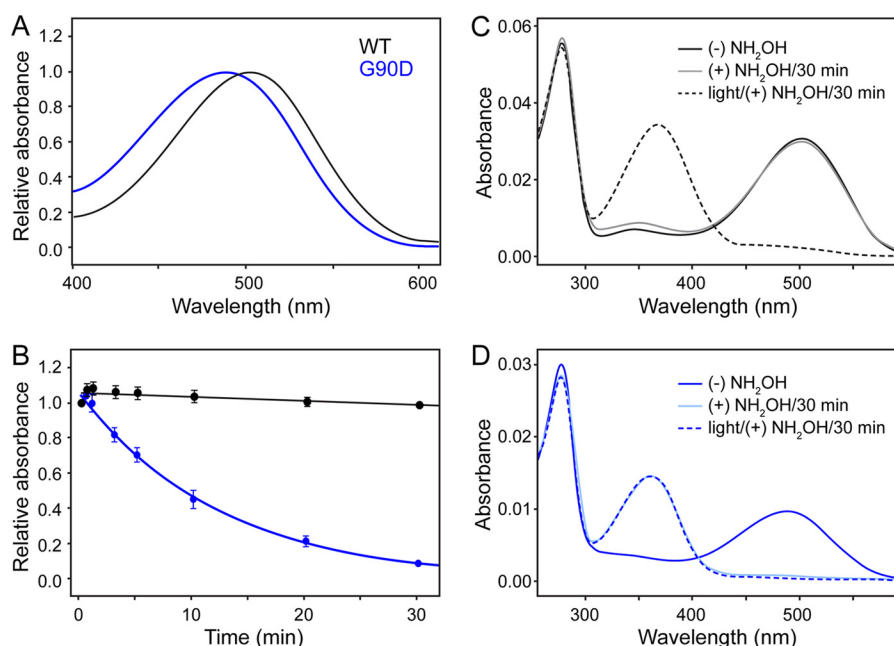 A
1.2
1.0
0.8
0.6
0.4
0.2
0.0
Relative absorbance
WT
G90D
400
500
600
Wavelength (nm)
B
1.2
1.0
0.8
0.6
0.4
0.2
0.0
Relative absorbance
0
10
20
30
Time (min)
C
0.06
0.04
0.02
0.00
Absorbance
(-) NH2OH
(+) NH2OH/30 min
light/(+) NH2OH/30 min
300
400
500
Wavelength (nm)
D
0.03
0.02
0.01
0.00
Absorbance
(-) NH2OH
(+) NH2OH/30 min
light/(+) NH2OH/30 min
300
400
500
Wavelength (nm)